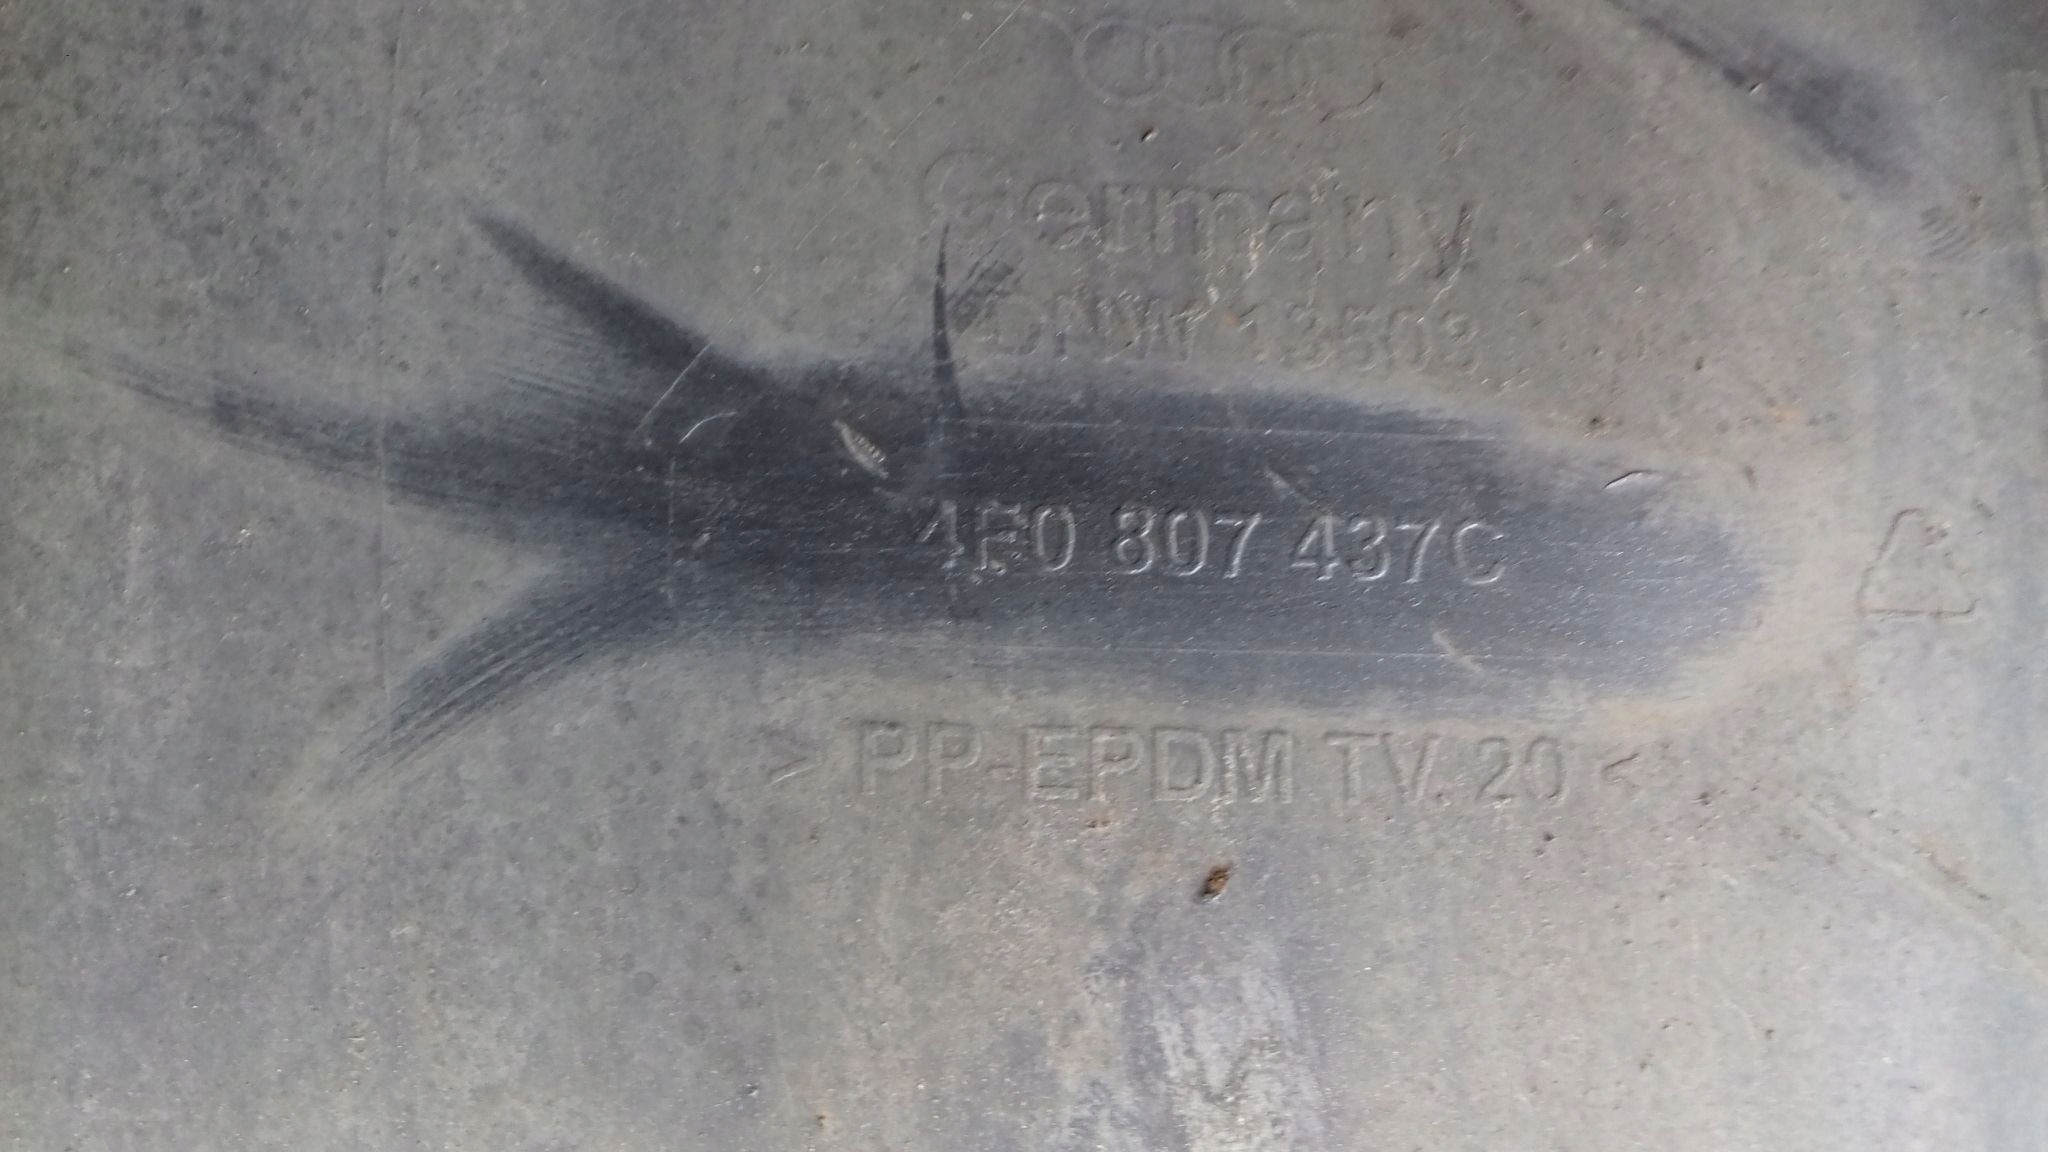 Germany
4F0 807 437C
> PP-EPDM TV. 20 <